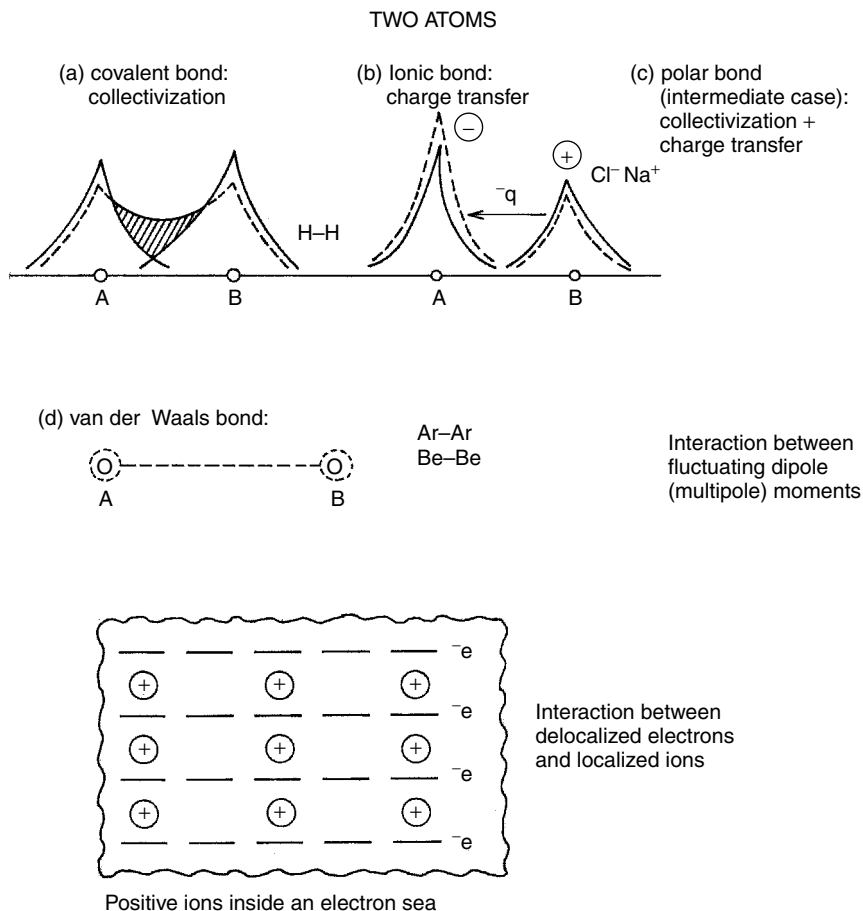 TWO ATOMS
(a) covalent bond:
collectivization
(b) Ionic bond:
charge transfer
(c) polar bond
(intermediate case):
collectivization +
charge transfer
−
+
Cl⁻ Na⁺
⁻q
H–H
A
B
A
B
(d) van der Waals bond:
O
O
A
B
Ar–Ar
Be–Be
Interaction between
fluctuating dipole
(multipole) moments
⁻e
+ + +
⁻e
+ + +
⁻e
+ + +
⁻e
Interaction between
delocalized electrons
and localized ions
Positive ions inside an electron sea